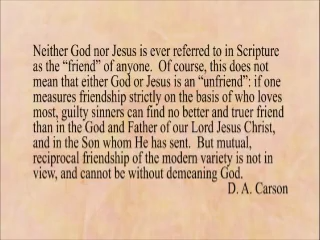 Neither God nor Jesus is ever referred to in Scripture
as the “friend” of anyone.  Of course, this does not
mean that either God or Jesus is an “unfriend”: if one
measures friendship strictly on the basis of who loves
most, guilty sinners can find no better and truer friend
than in the God and Father of our Lord Jesus Christ,
and in the Son whom He has sent.  But mutual,
reciprocal friendship of the modern variety is not in
view, and cannot be without demeaning God.
D. A. Carson